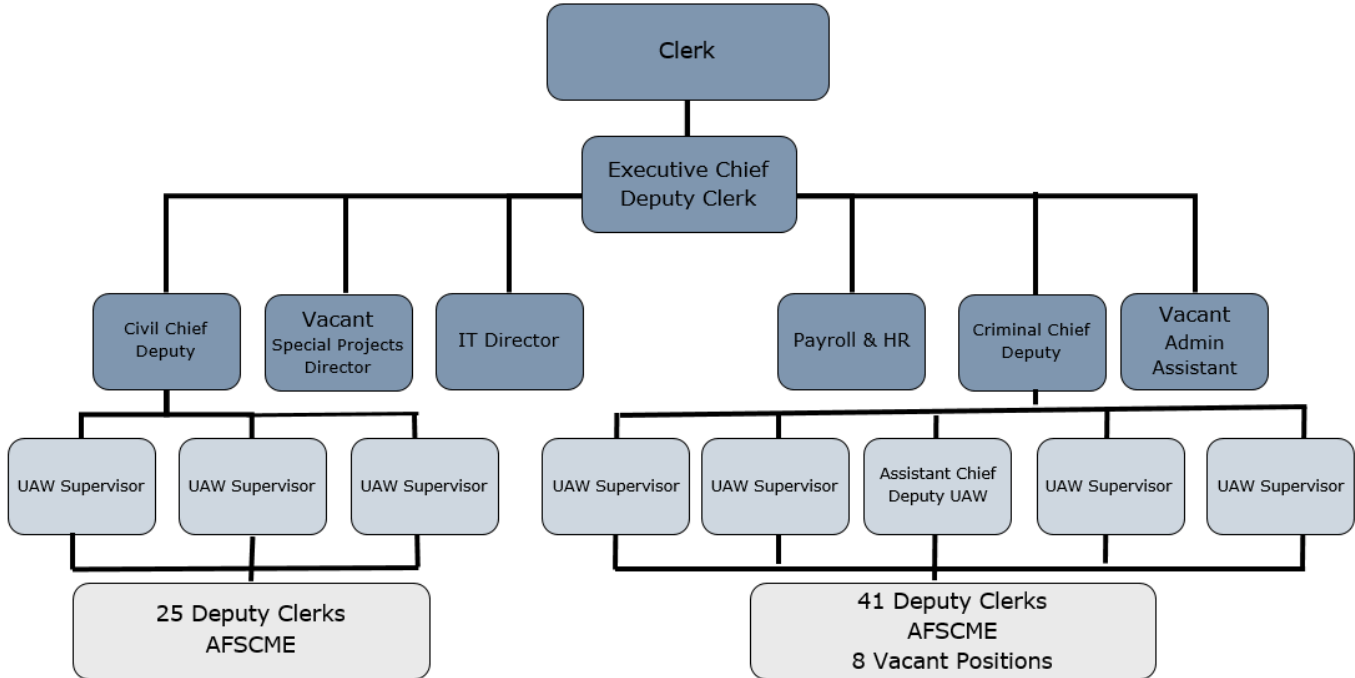 Clerk
Executive Chief
Deputy Clerk
Civil Chief
Deputy
Vacant
Special Projects
Director
IT Director
Payroll & HR
Criminal Chief
Deputy
Vacant
Admin
Assistant
UAW Supervisor
UAW Supervisor
UAW Supervisor
UAW Supervisor
UAW Supervisor
Assistant Chief
Deputy UAW
UAW Supervisor
UAW Supervisor
25 Deputy Clerks
AFSCME
41 Deputy Clerks
AFSCME
8 Vacant Positions